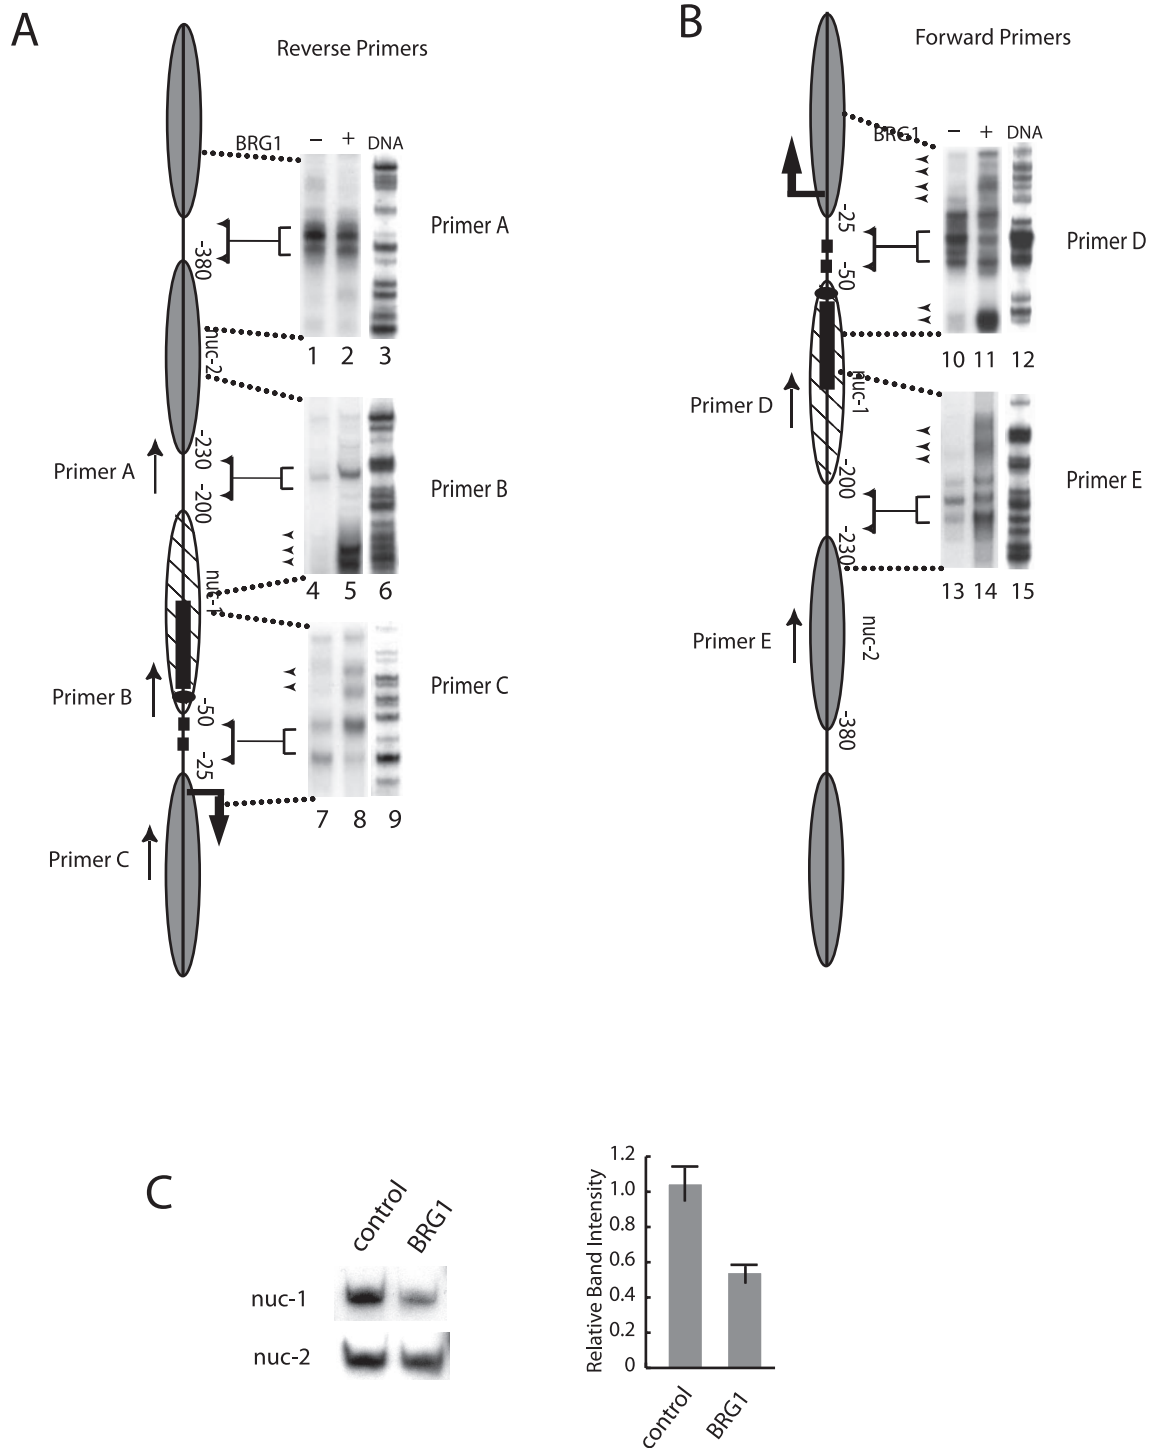 A
Reverse Primers
BRG1 − + DNA
Primer A
-380
nuc-2
1 2 3
Primer A
-230
-200
Primer B
nuc-1
4 5 6
Primer B
-50
-25
Primer C
7 8 9
Primer C
B
Forward Primers
BRG1 − + DNA
-25
-50
Primer D
10 11 12
Primer D
nuc-1
-200
-230
Primer E
13 14 15
Primer E
nuc-2
-380
C
control BRG1
nuc-1
nuc-2
Relative Band Intensity
1.2
1.0
0.8
0.6
0.4
0.2
0
control BRG1